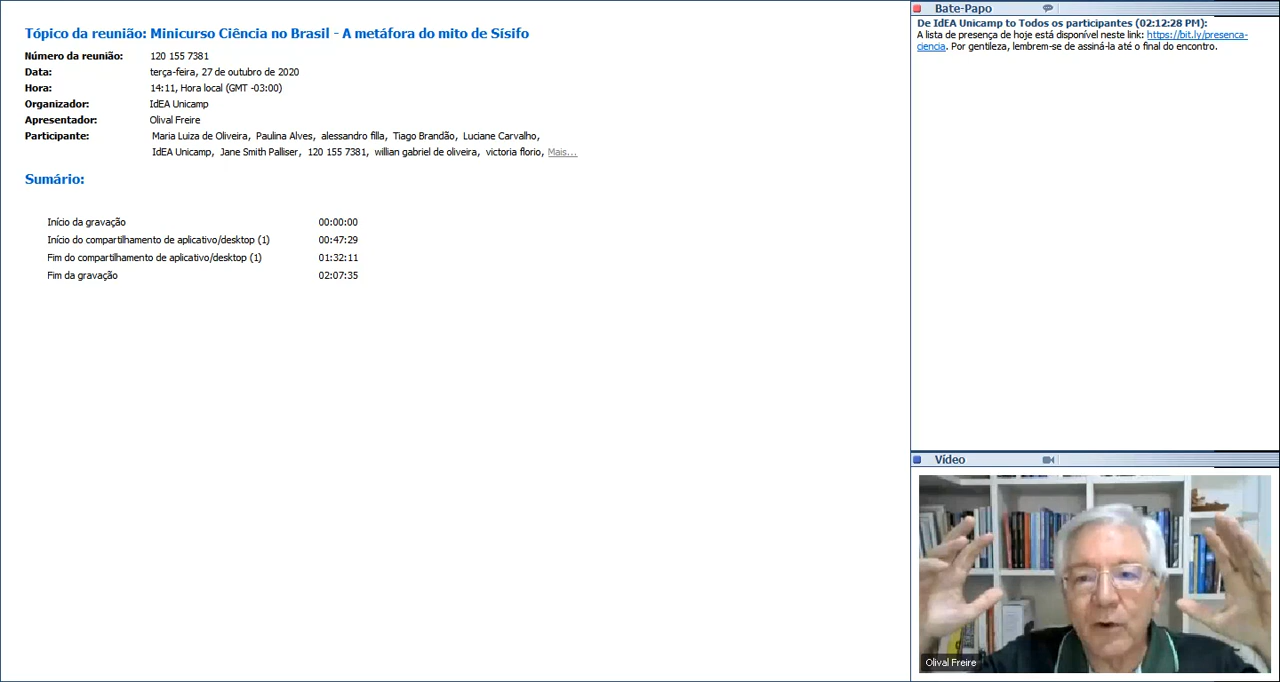 Tópico da reunião: Minicurso Ciência no Brasil - A metáfora do mito de Sísifo
Número da reunião: 120 155 7381
Data: terça-feira, 27 de outubro de 2020
Hora: 14:11, Hora local (GMT -03:00)
Organizador: IdEA Unicamp
Apresentador: Olival Freire
Participante: Maria Luiza de Oliveira, Paulina Alves, alessandro filla, Tiago Brandão, Luciane Carvalho,
IdEA Unicamp, Jane Smith Palliser, 120 155 7381, willian gabriel de oliveira, victoria florio, Mais...
Sumário:
Início da gravação 00:00:00
Início do compartilhamento de aplicativo/desktop (1) 00:47:29
Fim do compartilhamento de aplicativo/desktop (1) 01:32:11
Fim da gravação 02:07:35
Bate-Papo
De IdEA Unicamp to Todos os participantes (02:12:28 PM):
A lista de presença de hoje está disponível neste link: https://bit.ly/presenca-
ciencia. Por gentileza, lembrem-se de assiná-la até o final do encontro.
Vídeo
Olival Freire